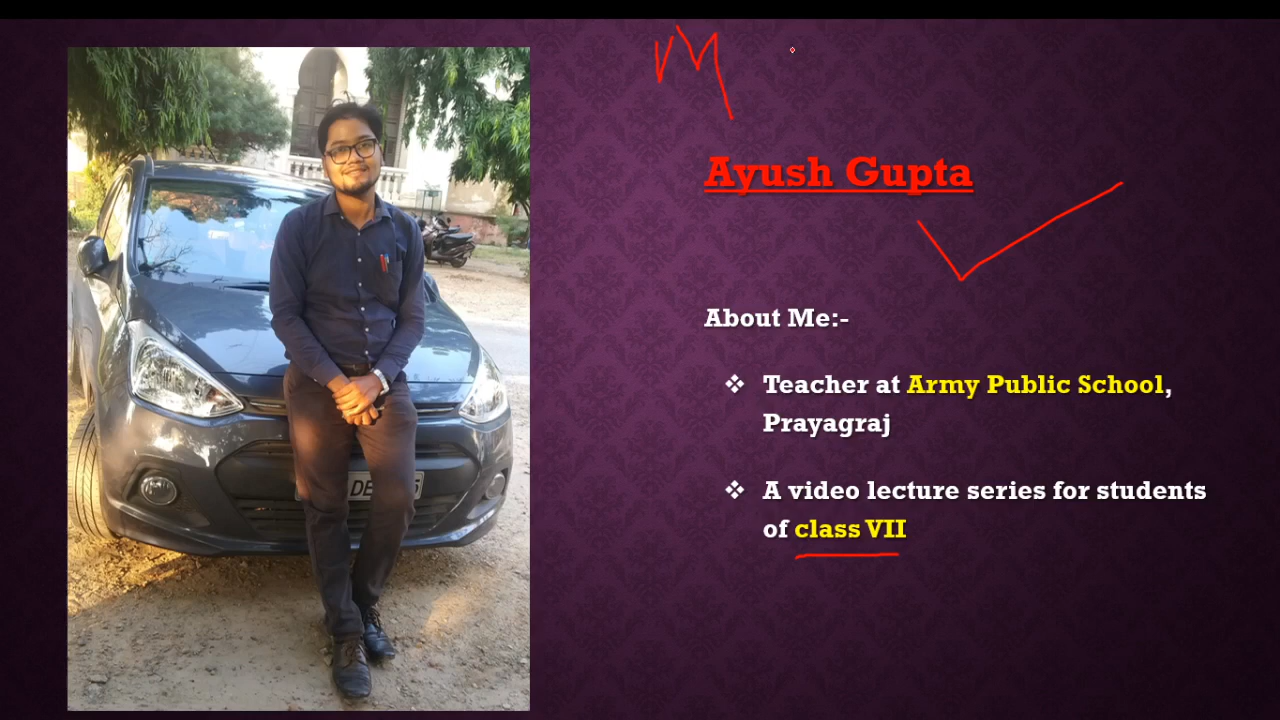 M
Ayush Gupta
About Me:-
❖ Teacher at Army Public School,
Prayagraj
❖ A video lecture series for students
of class VII